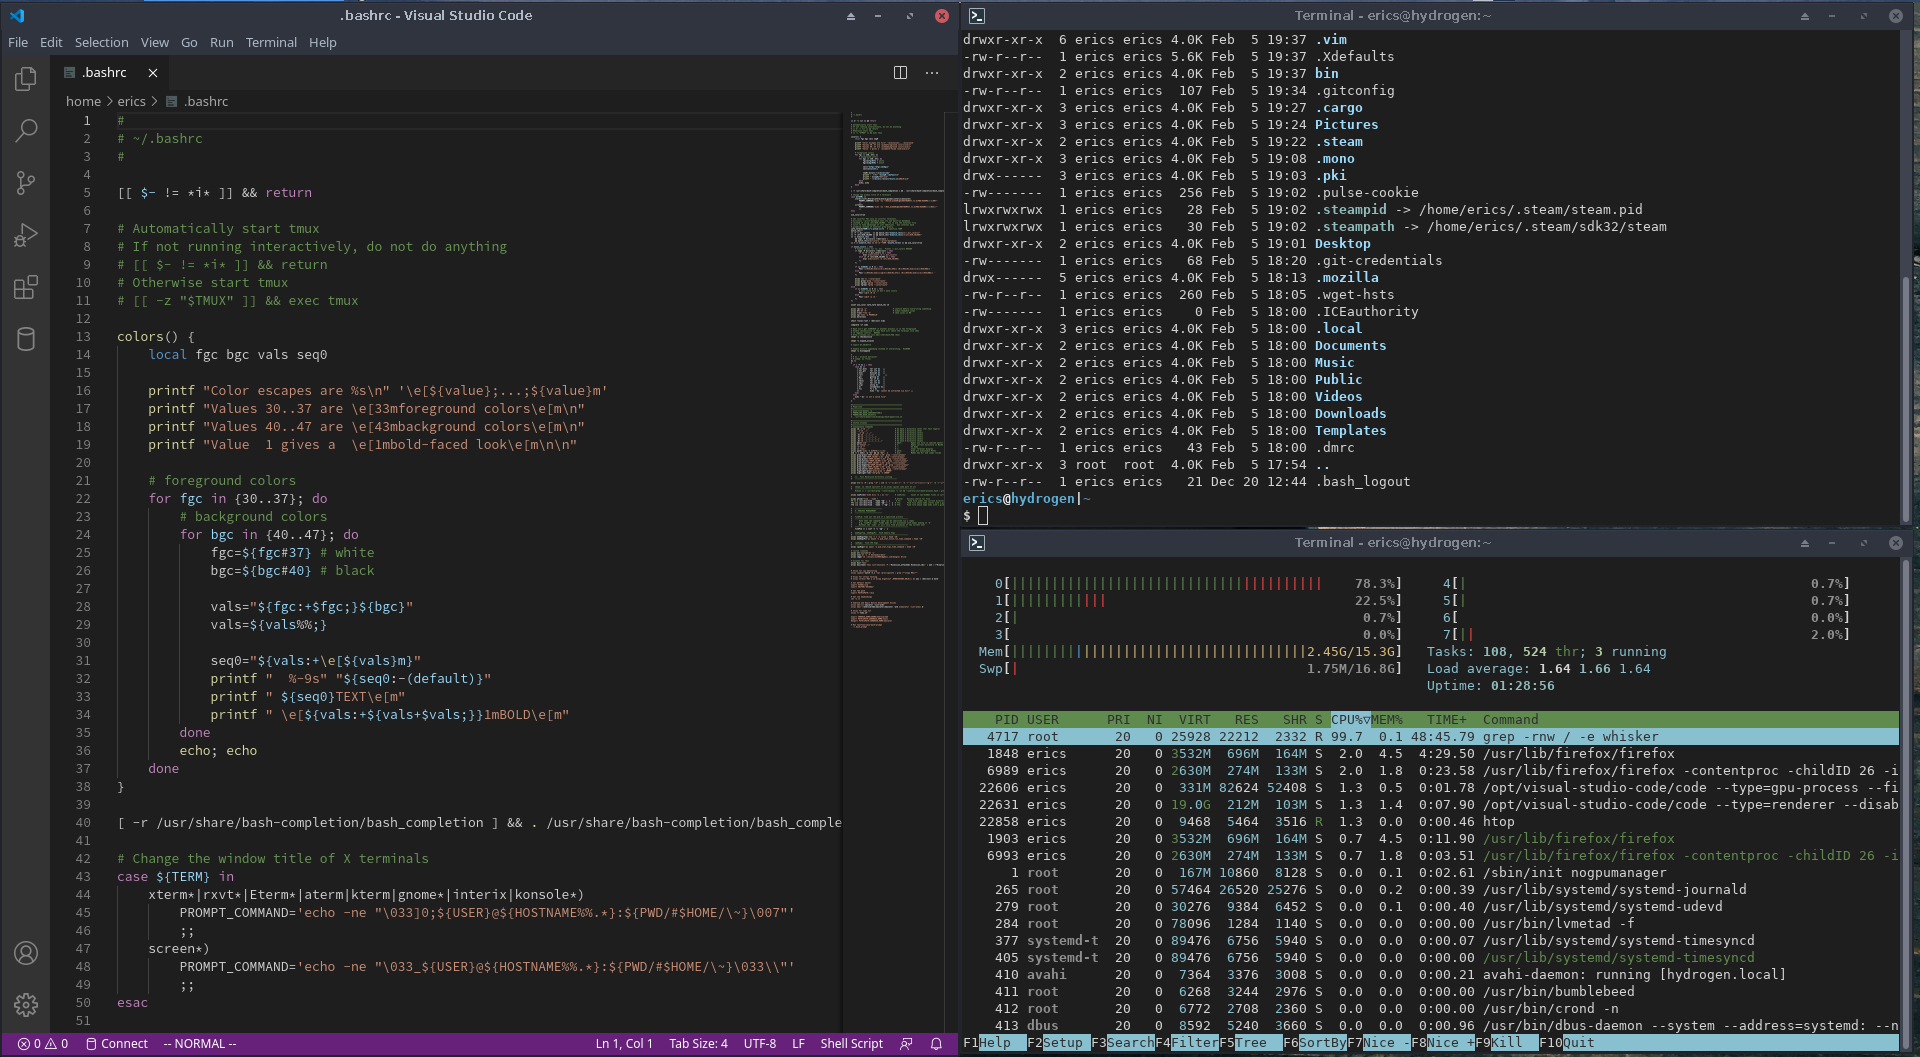 .bashrc - Visual Studio Code
File Edit Selection View Go Run Terminal Help
.bashrc
home > erics > .bashrc
1 #
2 # ~/.bashrc
3 #
4
5 [[ $- != *i* ]] && return
6
7 # Automatically start tmux
8 # If not running interactively, do not do anything
9 # [[ $- != *i* ]] && return
10 # Otherwise start tmux
11 # [[ -z "$TMUX" ]] && exec tmux
12
13 colors() {
14 local fgc bgc vals seq0
15
16 printf "Color escapes are %s\n" '\e[${value};...;${value}m'
17 printf "Values 30..37 are \e[33mforeground colors\e[m\n"
18 printf "Values 40..47 are \e[43mbackground colors\e[m\n"
19 printf "Value  1 gives a  \e[1mbold-faced look\e[m\n\n"
20
21 # foreground colors
22 for fgc in {30..37}; do
23 # background colors
24 for bgc in {40..47}; do
25 fgc=${fgc#37} # white
26 bgc=${bgc#40} # black
27
28 vals="${fgc:+$fgc;}${bgc}"
29 vals=${vals%%;}
30
31 seq0="${vals:+\e[${vals}m}"
32 printf "  %-9s" "${seq0:-(default)}"
33 printf " ${seq0}TEXT\e[m"
34 printf " \e[${vals:+${vals+$vals;}}1mBOLD\e[m"
35 done
36 echo; echo
37 done
38 }
39
40 [ -r /usr/share/bash-completion/bash_completion ] && . /usr/share/bash-completion/bash_comple
41
42 # Change the window title of X terminals
43 case ${TERM} in
44 xterm*|rxvt*|Eterm*|aterm|kterm|gnome*|interix|konsole*)
45 PROMPT_COMMAND='echo -ne "\033]0;${USER}@${HOSTNAME%%.*}:${PWD/#$HOME/\~}\007"'
46 ;;
47 screen*)
48 PROMPT_COMMAND='echo -ne "\033_${USER}@${HOSTNAME%%.*}:${PWD/#$HOME/\~}\033\\"'
49 ;;
50 esac
51
0 0 Connect -- NORMAL -- Ln 1, Col 1 Tab Size: 4 UTF-8 LF Shell Script
Terminal - erics@hydrogen:~
drwxr-xr-x  6 erics erics 4.0K Feb  5 19:37 .vim
-rw-r--r--  1 erics erics 5.6K Feb  5 19:37 .Xdefaults
drwxr-xr-x  2 erics erics 4.0K Feb  5 19:37 bin
-rw-r--r--  1 erics erics  107 Feb  5 19:34 .gitconfig
drwxr-xr-x  3 erics erics 4.0K Feb  5 19:27 .cargo
drwxr-xr-x  3 erics erics 4.0K Feb  5 19:24 Pictures
drwxr-xr-x  2 erics erics 4.0K Feb  5 19:22 .steam
drwxr-xr-x  3 erics erics 4.0K Feb  5 19:08 .mono
drwx------  3 erics erics 4.0K Feb  5 19:03 .pki
-rw-------  1 erics erics  256 Feb  5 19:02 .pulse-cookie
lrwxrwxrwx  1 erics erics   28 Feb  5 19:02 .steampid -> /home/erics/.steam/steam.pid
lrwxrwxrwx  1 erics erics   30 Feb  5 19:02 .steampath -> /home/erics/.steam/sdk32/steam
drwxr-xr-x  2 erics erics 4.0K Feb  5 19:01 Desktop
-rw-------  1 erics erics   68 Feb  5 18:20 .git-credentials
drwx------  5 erics erics 4.0K Feb  5 18:13 .mozilla
-rw-r--r--  1 erics erics  260 Feb  5 18:05 .wget-hsts
-rw-------  1 erics erics    0 Feb  5 18:00 .ICEauthority
drwxr-xr-x  3 erics erics 4.0K Feb  5 18:00 .local
drwxr-xr-x  2 erics erics 4.0K Feb  5 18:00 Documents
drwxr-xr-x  2 erics erics 4.0K Feb  5 18:00 Music
drwxr-xr-x  2 erics erics 4.0K Feb  5 18:00 Public
drwxr-xr-x  2 erics erics 4.0K Feb  5 18:00 Videos
drwxr-xr-x  2 erics erics 4.0K Feb  5 18:00 Downloads
drwxr-xr-x  2 erics erics 4.0K Feb  5 18:00 Templates
-rw-r--r--  1 erics erics   43 Feb  5 18:00 .dmrc
drwxr-xr-x  3 root  root  4.0K Feb  5 17:54 ..
-rw-r--r--  1 erics erics   21 Dec 20 12:44 .bash_logout
erics@hydrogen|~
$
Terminal - erics@hydrogen:~
0[ 78.3%] 4[ 0.7%]
1[ 22.5%] 5[ 0.7%]
2[ 0.7%] 6[ 0.0%]
3[ 0.0%] 7[ 2.0%]
Mem[ 2.45G/15.3G] Tasks: 108, 524 thr; 3 running
Swp[ 1.75M/16.8G] Load average: 1.64 1.66 1.64
Uptime: 01:28:56
PID USER PRI NI VIRT RES SHR S CPU%▽MEM% TIME+ Command
4717 root 20 0 25928 22212 2332 R 99.7 0.1 48:45.79 grep -rnw / -e whisker
1848 erics 20 0 3532M 696M 164M S 2.0 4.5 4:29.50 /usr/lib/firefox/firefox
6989 erics 20 0 2630M 274M 133M S 2.0 1.8 0:23.58 /usr/lib/firefox/firefox -contentproc -childID 26 -i
22606 erics 20 0 331M 82624 52408 S 1.3 0.5 0:01.78 /opt/visual-studio-code/code --type=gpu-process --fi
22631 erics 20 0 19.0G 212M 103M S 1.3 1.4 0:07.90 /opt/visual-studio-code/code --type=renderer --disab
22858 erics 20 0 9468 5464 3516 R 1.3 0.0 0:00.46 htop
1903 erics 20 0 3532M 696M 164M S 0.7 4.5 0:11.90 /usr/lib/firefox/firefox
6993 erics 20 0 2630M 274M 133M S 0.7 1.8 0:03.51 /usr/lib/firefox/firefox -contentproc -childID 26 -i
1 root 20 0 167M 10860 8128 S 0.0 0.1 0:02.61 /sbin/init nogpumanager
265 root 20 0 57464 26520 25276 S 0.0 0.2 0:00.39 /usr/lib/systemd/systemd-journald
279 root 20 0 30276 9384 6452 S 0.0 0.1 0:00.40 /usr/lib/systemd/systemd-udevd
284 root 20 0 78096 1284 1140 S 0.0 0.0 0:00.00 /usr/bin/lvmetad -f
377 systemd-t 20 0 89476 6756 5940 S 0.0 0.0 0:00.07 /usr/lib/systemd/systemd-timesyncd
405 systemd-t 20 0 89476 6756 5940 S 0.0 0.0 0:00.00 /usr/lib/systemd/systemd-timesyncd
410 avahi 20 0 7364 3376 3008 S 0.0 0.0 0:00.21 avahi-daemon: running [hydrogen.local]
411 root 20 0 6268 3244 2976 S 0.0 0.0 0:00.00 /usr/bin/bumblebeed
412 root 20 0 6772 2708 2360 S 0.0 0.0 0:00.00 /usr/bin/crond -n
413 dbus 20 0 8592 5240 3660 S 0.0 0.0 0:00.96 /usr/bin/dbus-daemon --system --address=systemd: --n
F1Help F2Setup F3SearchF4FilterF5Tree F6SortByF7Nice -F8Nice +F9Kill F10Quit